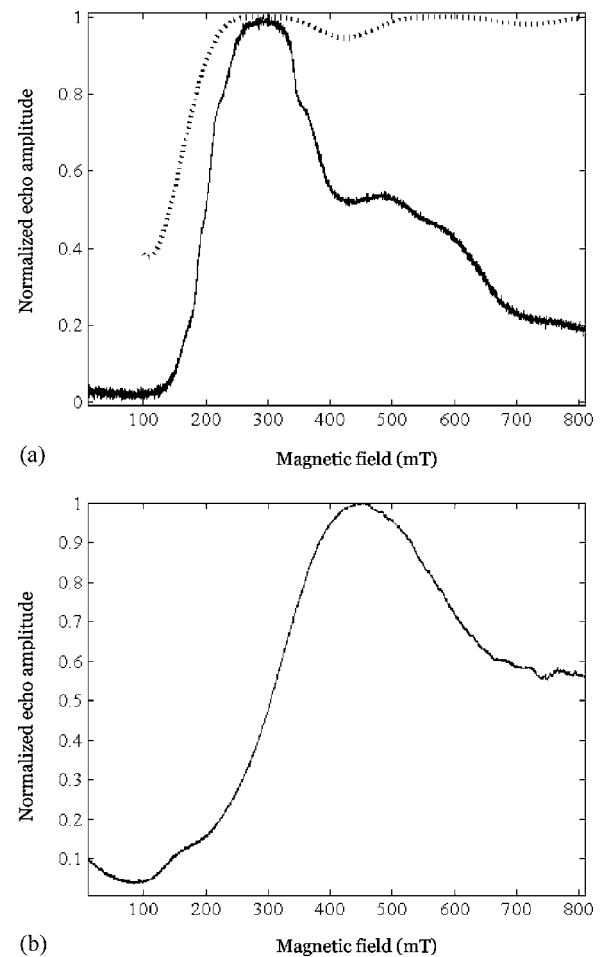 Normalized echo amplitude
1
0.8
0.6
0.4
0.2
0
100 200 300 400 500 600 700 800
(a) Magnetic field (mT)
Normalized echo amplitude
1
0.9
0.8
0.7
0.6
0.5
0.4
0.3
0.2
0.1
100 200 300 400 500 600 700 800
(b) Magnetic field (mT)